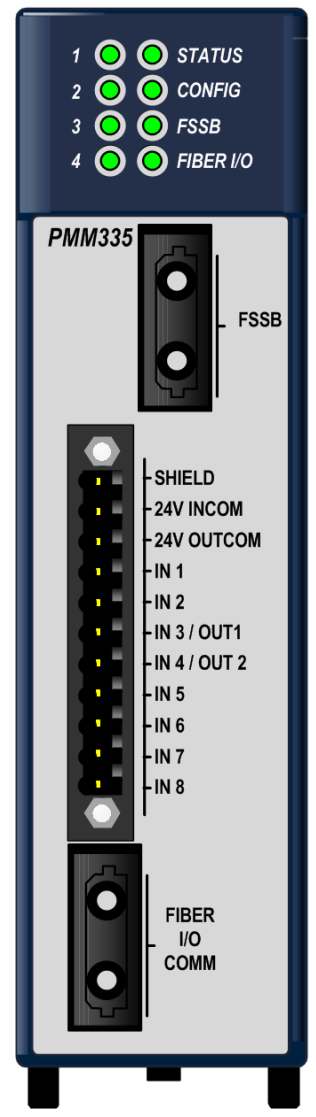 1 STATUS
2 CONFIG
3 FSSB
4 FIBER I/O
PMM335
FSSB
SHIELD
24V INCOM
24V OUTCOM
IN 1
IN 2
IN 3 / OUT1
IN 4 / OUT 2
IN 5
IN 6
IN 7
IN 8
FIBER
I/O
COMM